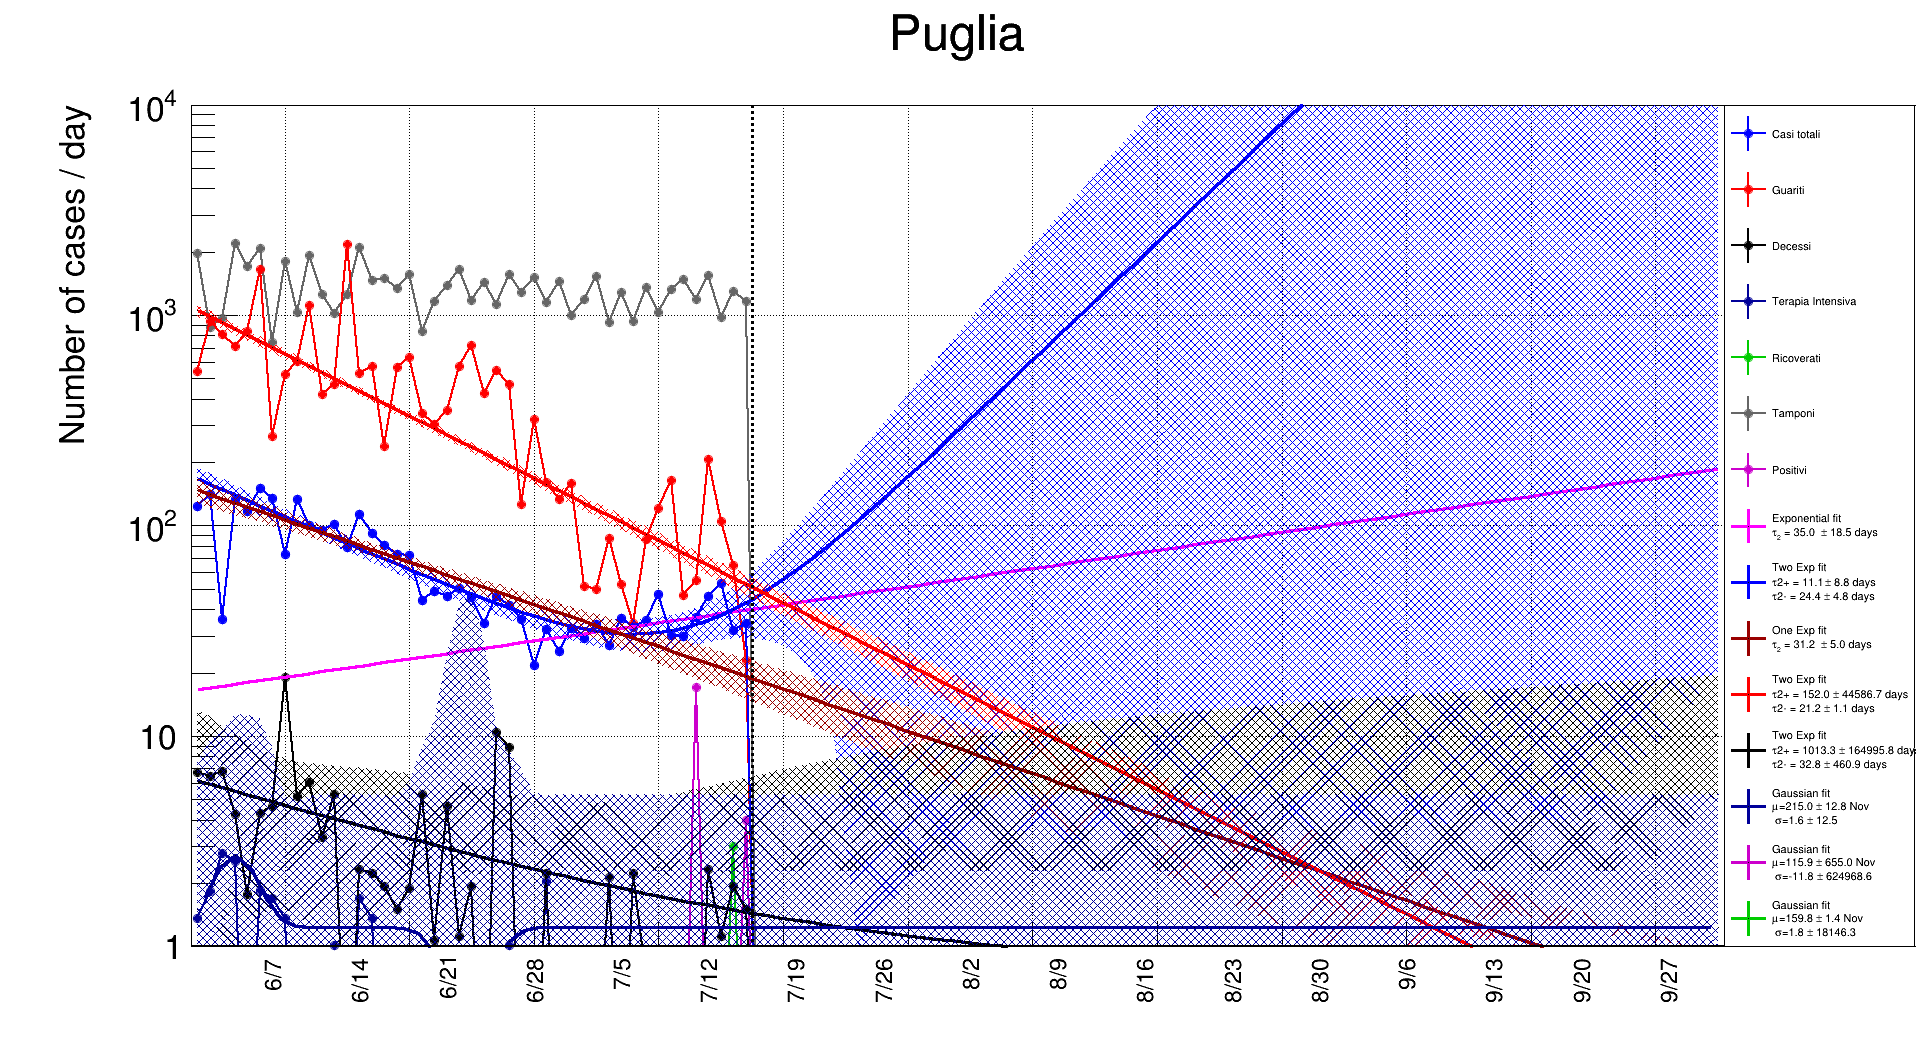 Puglia
Number of cases / day
10⁴
10³
10²
10
1
6/7
6/14
6/21
6/28
7/5
7/12
7/19
7/26
8/2
8/9
8/16
8/23
8/30
9/6
9/13
9/20
9/27
Casi totali
Guariti
Decessi
Terapia Intensiva
Ricoverati
Tamponi
Positivi
Exponential fit
τ₂ = 35.0 ± 18.5 days
Two Exp fit
τ2+ = 11.1 ± 8.8 days
τ2- = 24.4 ± 4.8 days
One Exp fit
τ₂ = 31.2 ± 5.0 days
Two Exp fit
τ2+ = 152.0 ± 44586.7 days
τ2- = 21.2 ± 1.1 days
Two Exp fit
τ2+ = 1013.3 ± 164995.8 day
τ2- = 32.8 ± 460.9 days
Gaussian fit
μ=215.0 ± 12.8 Nov
σ=1.6 ± 12.5
Gaussian fit
μ=115.9 ± 655.0 Nov
σ=-11.8 ± 624968.6
Gaussian fit
μ=159.8 ± 1.4 Nov
σ=1.8 ± 18146.3